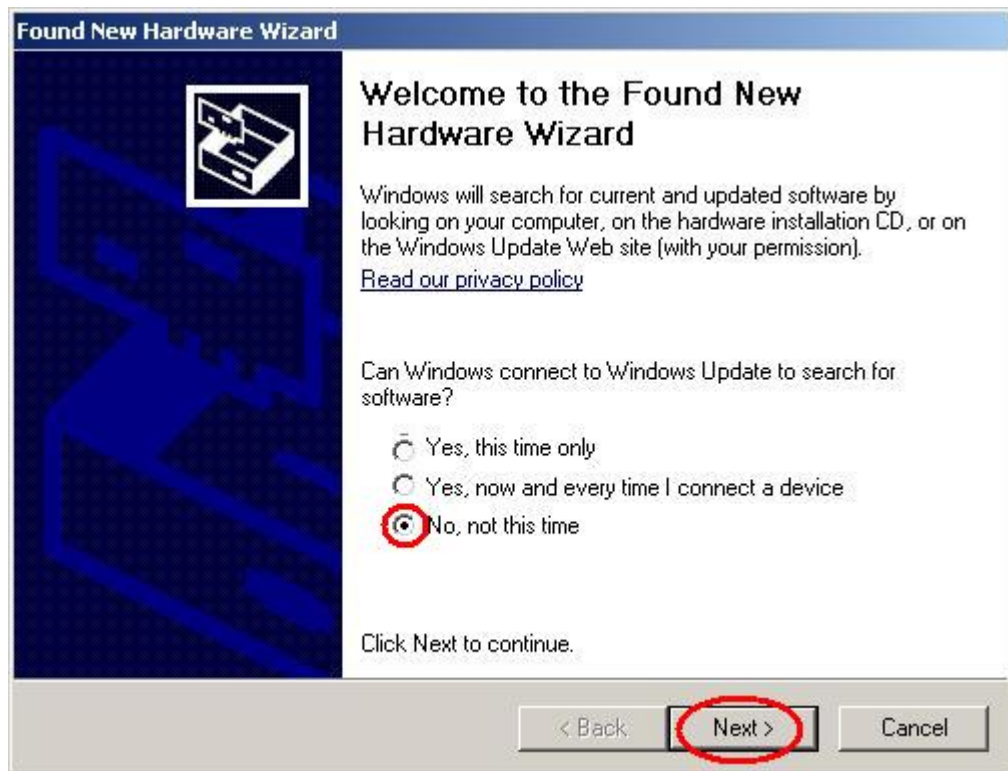 Found New Hardware Wizard
Welcome to the Found New
Hardware Wizard
Windows will search for current and updated software by
looking on your computer, on the hardware installation CD, or on
the Windows Update Web site (with your permission).
Read our privacy policy
Can Windows connect to Windows Update to search for
software?
Yes, this time only
Yes, now and every time I connect a device
No, not this time
Click Next to continue.
< Back
Next >
Cancel